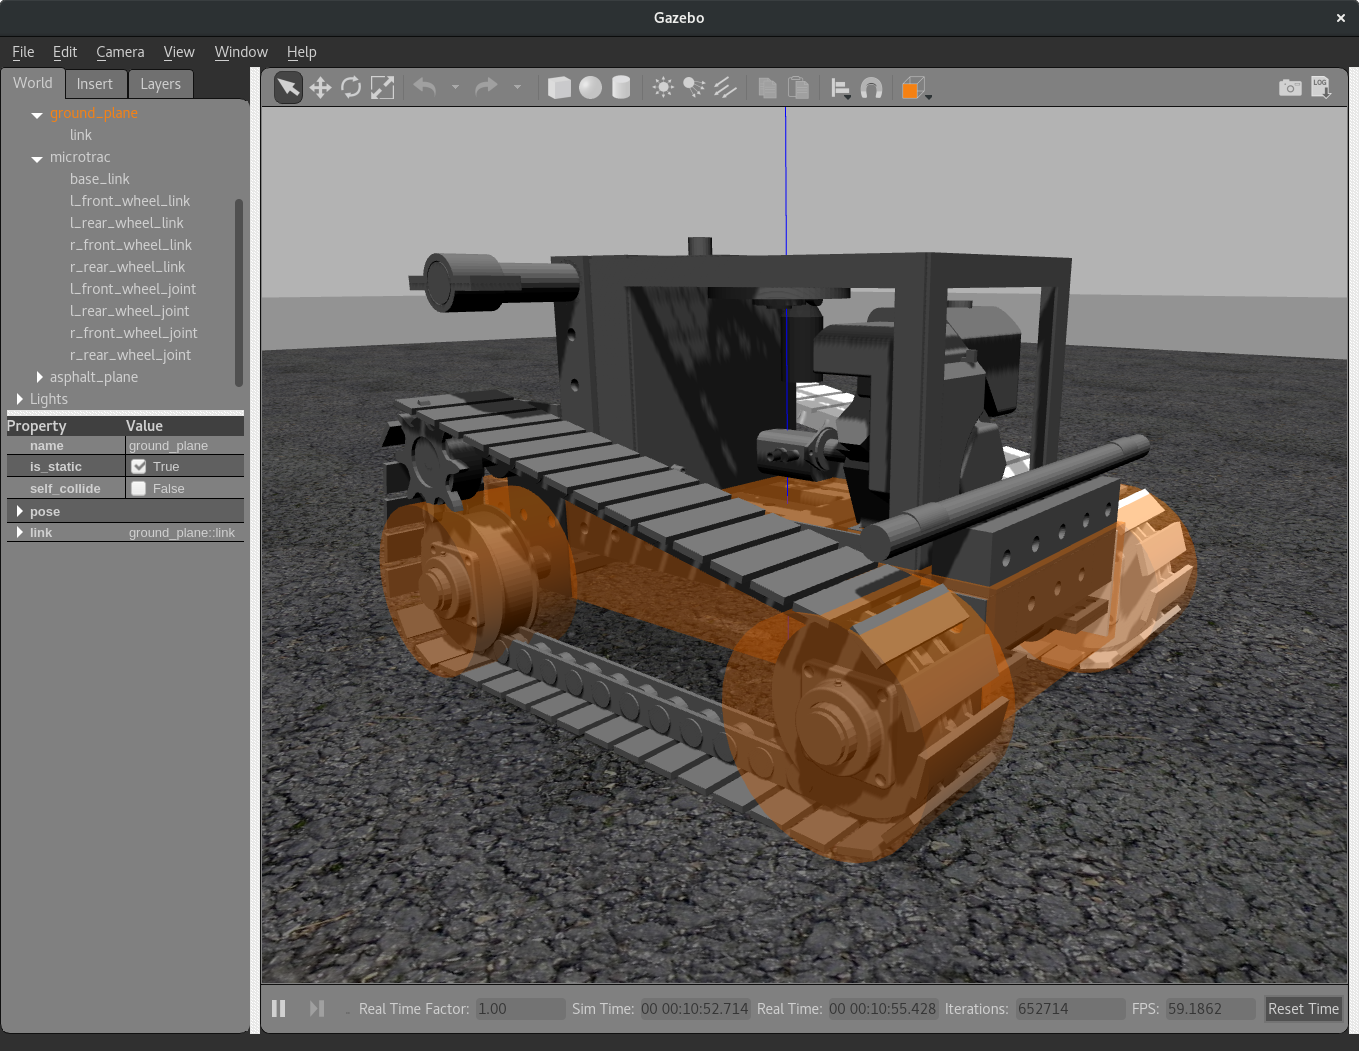 Gazebo
File Edit Camera View Window Help
World Insert Layers
LOG
ground_plane
link
microtrac
base_link
l_front_wheel_link
l_rear_wheel_link
r_front_wheel_link
r_rear_wheel_link
l_front_wheel_joint
l_rear_wheel_joint
r_front_wheel_joint
r_rear_wheel_joint
asphalt_plane
Lights
Property Value
name ground_plane
is_static True
self_collide False
pose
link ground_plane::link
Real Time Factor: 1.00 Sim Time: 00 00:10:52.714 Real Time: 00 00:10:55.428 Iterations: 652714 FPS: 59.1862 Reset Time